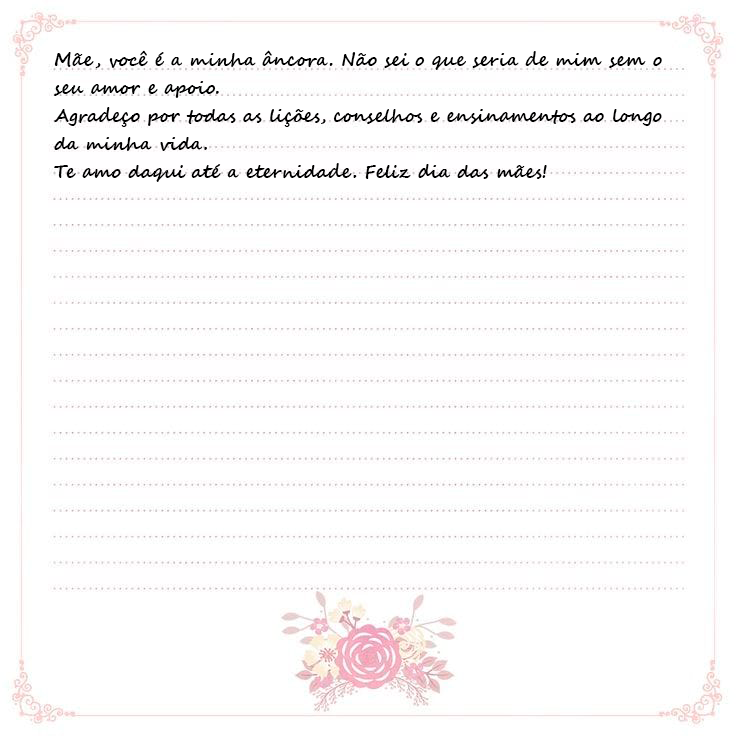 Mãe, você é a minha âncora. Não sei o que seria de mim sem o
seu amor e apoio.
Agradeço por todas as lições, conselhos e ensinamentos ao longo
da minha vida.
Te amo daqui até a eternidade. Feliz dia das mães!